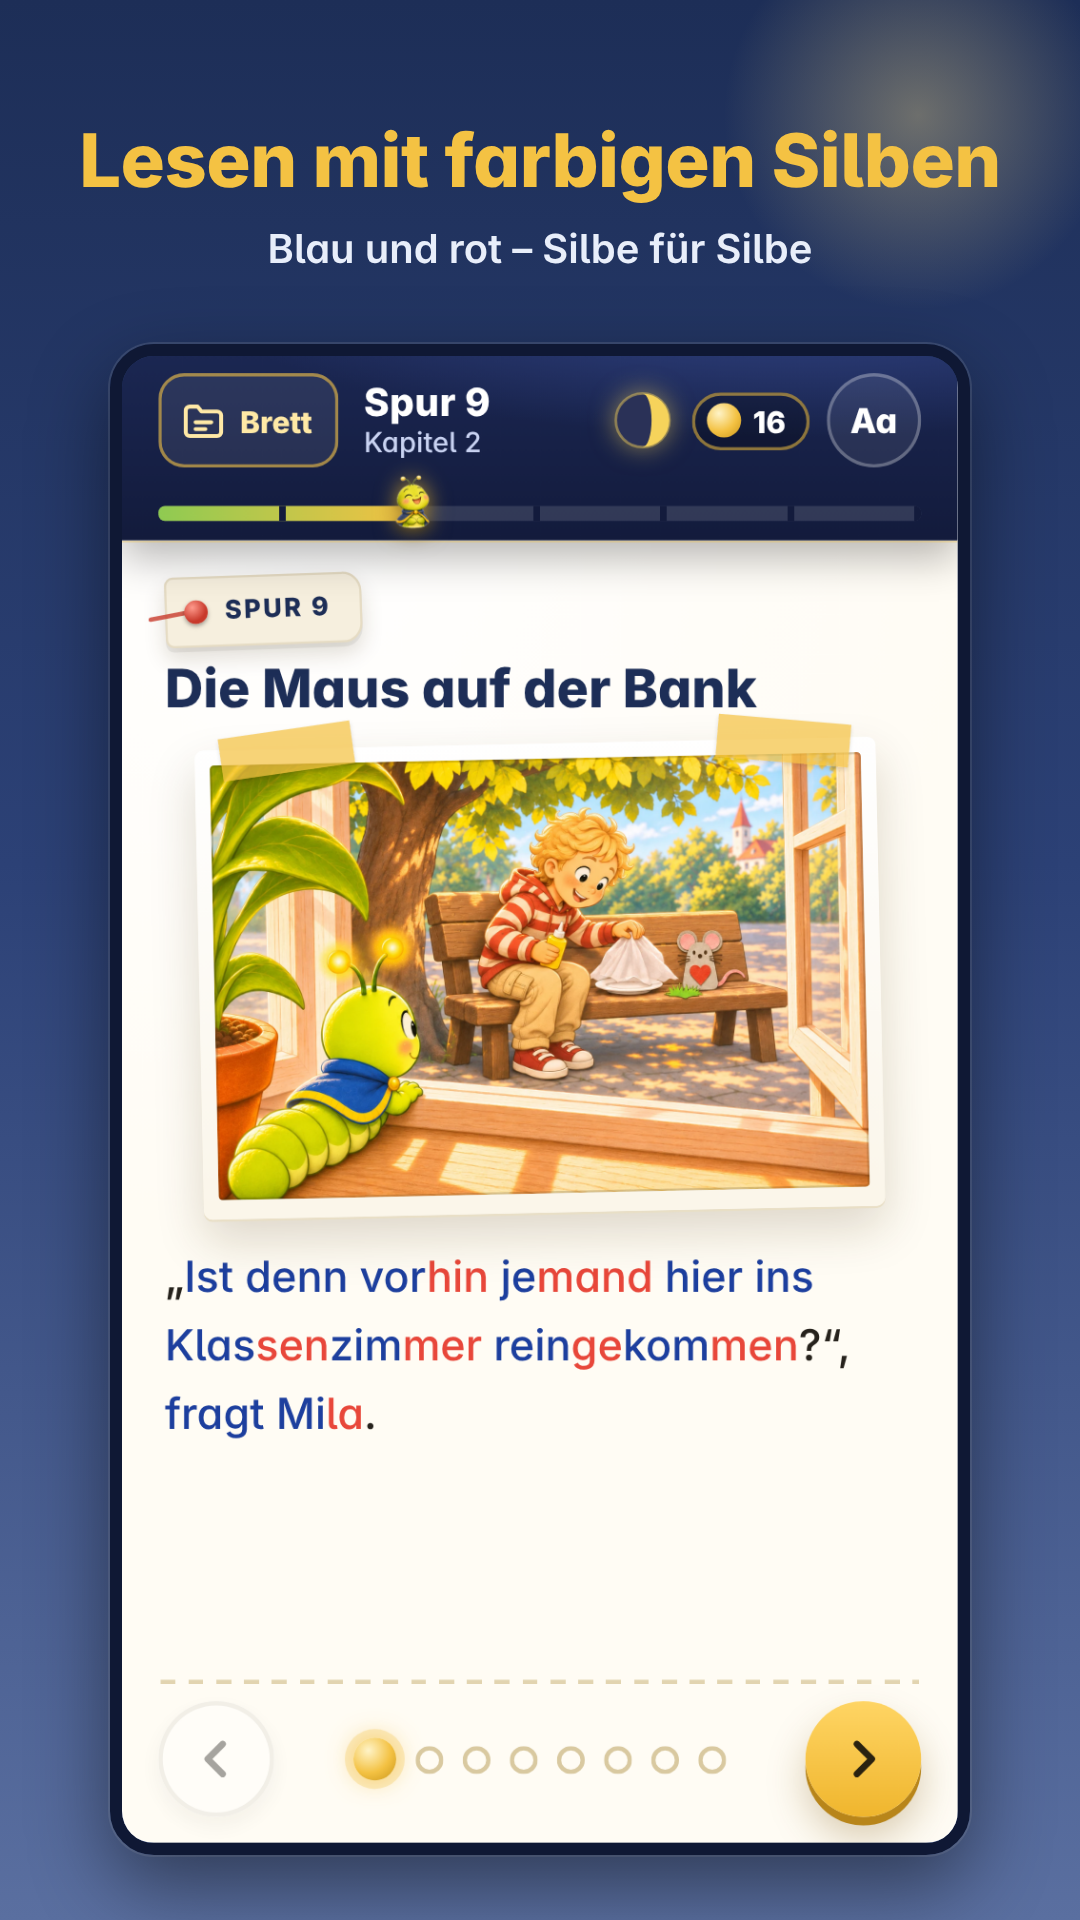 Lesen mit farbigen Silben
Blau und rot – Silbe für Silbe
Brett
Spur 9
Kapitel 2
16
Aa
SPUR 9
Die Maus auf der Bank
„Ist denn vorhin jemand hier ins
Klassenzimmer reingekommen?“,
fragt Mila.